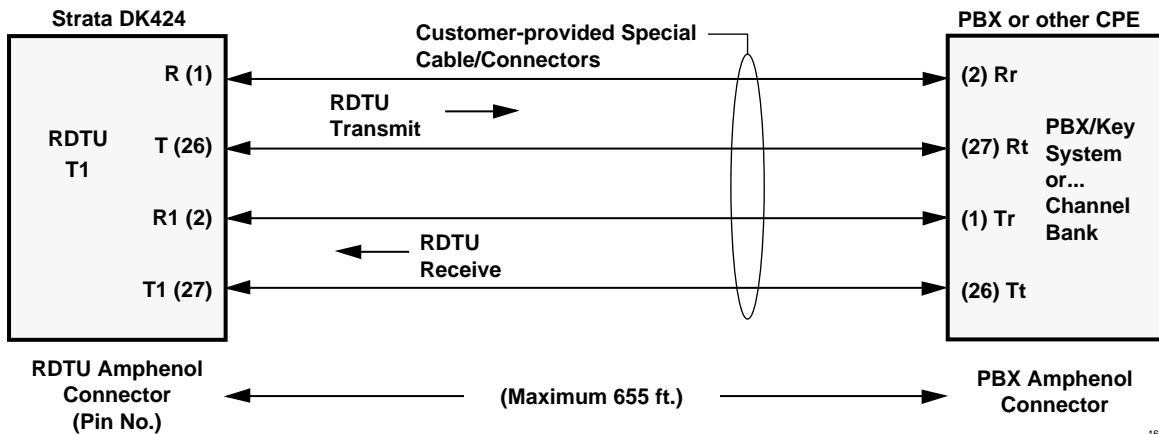 Strata DK424
PBX or other CPE
Customer-provided Special
Cable/Connectors
R (1)
(2) Rr
RDTU
Transmit
RDTU
T1
T (26)
(27) Rt
PBX/Key
System
or...
Channel
Bank
R1 (2)
(1) Tr
RDTU
Receive
T1 (27)
(26) Tt
RDTU Amphenol
Connector
(Pin No.)
(Maximum 655 ft.)
PBX Amphenol
Connector
16